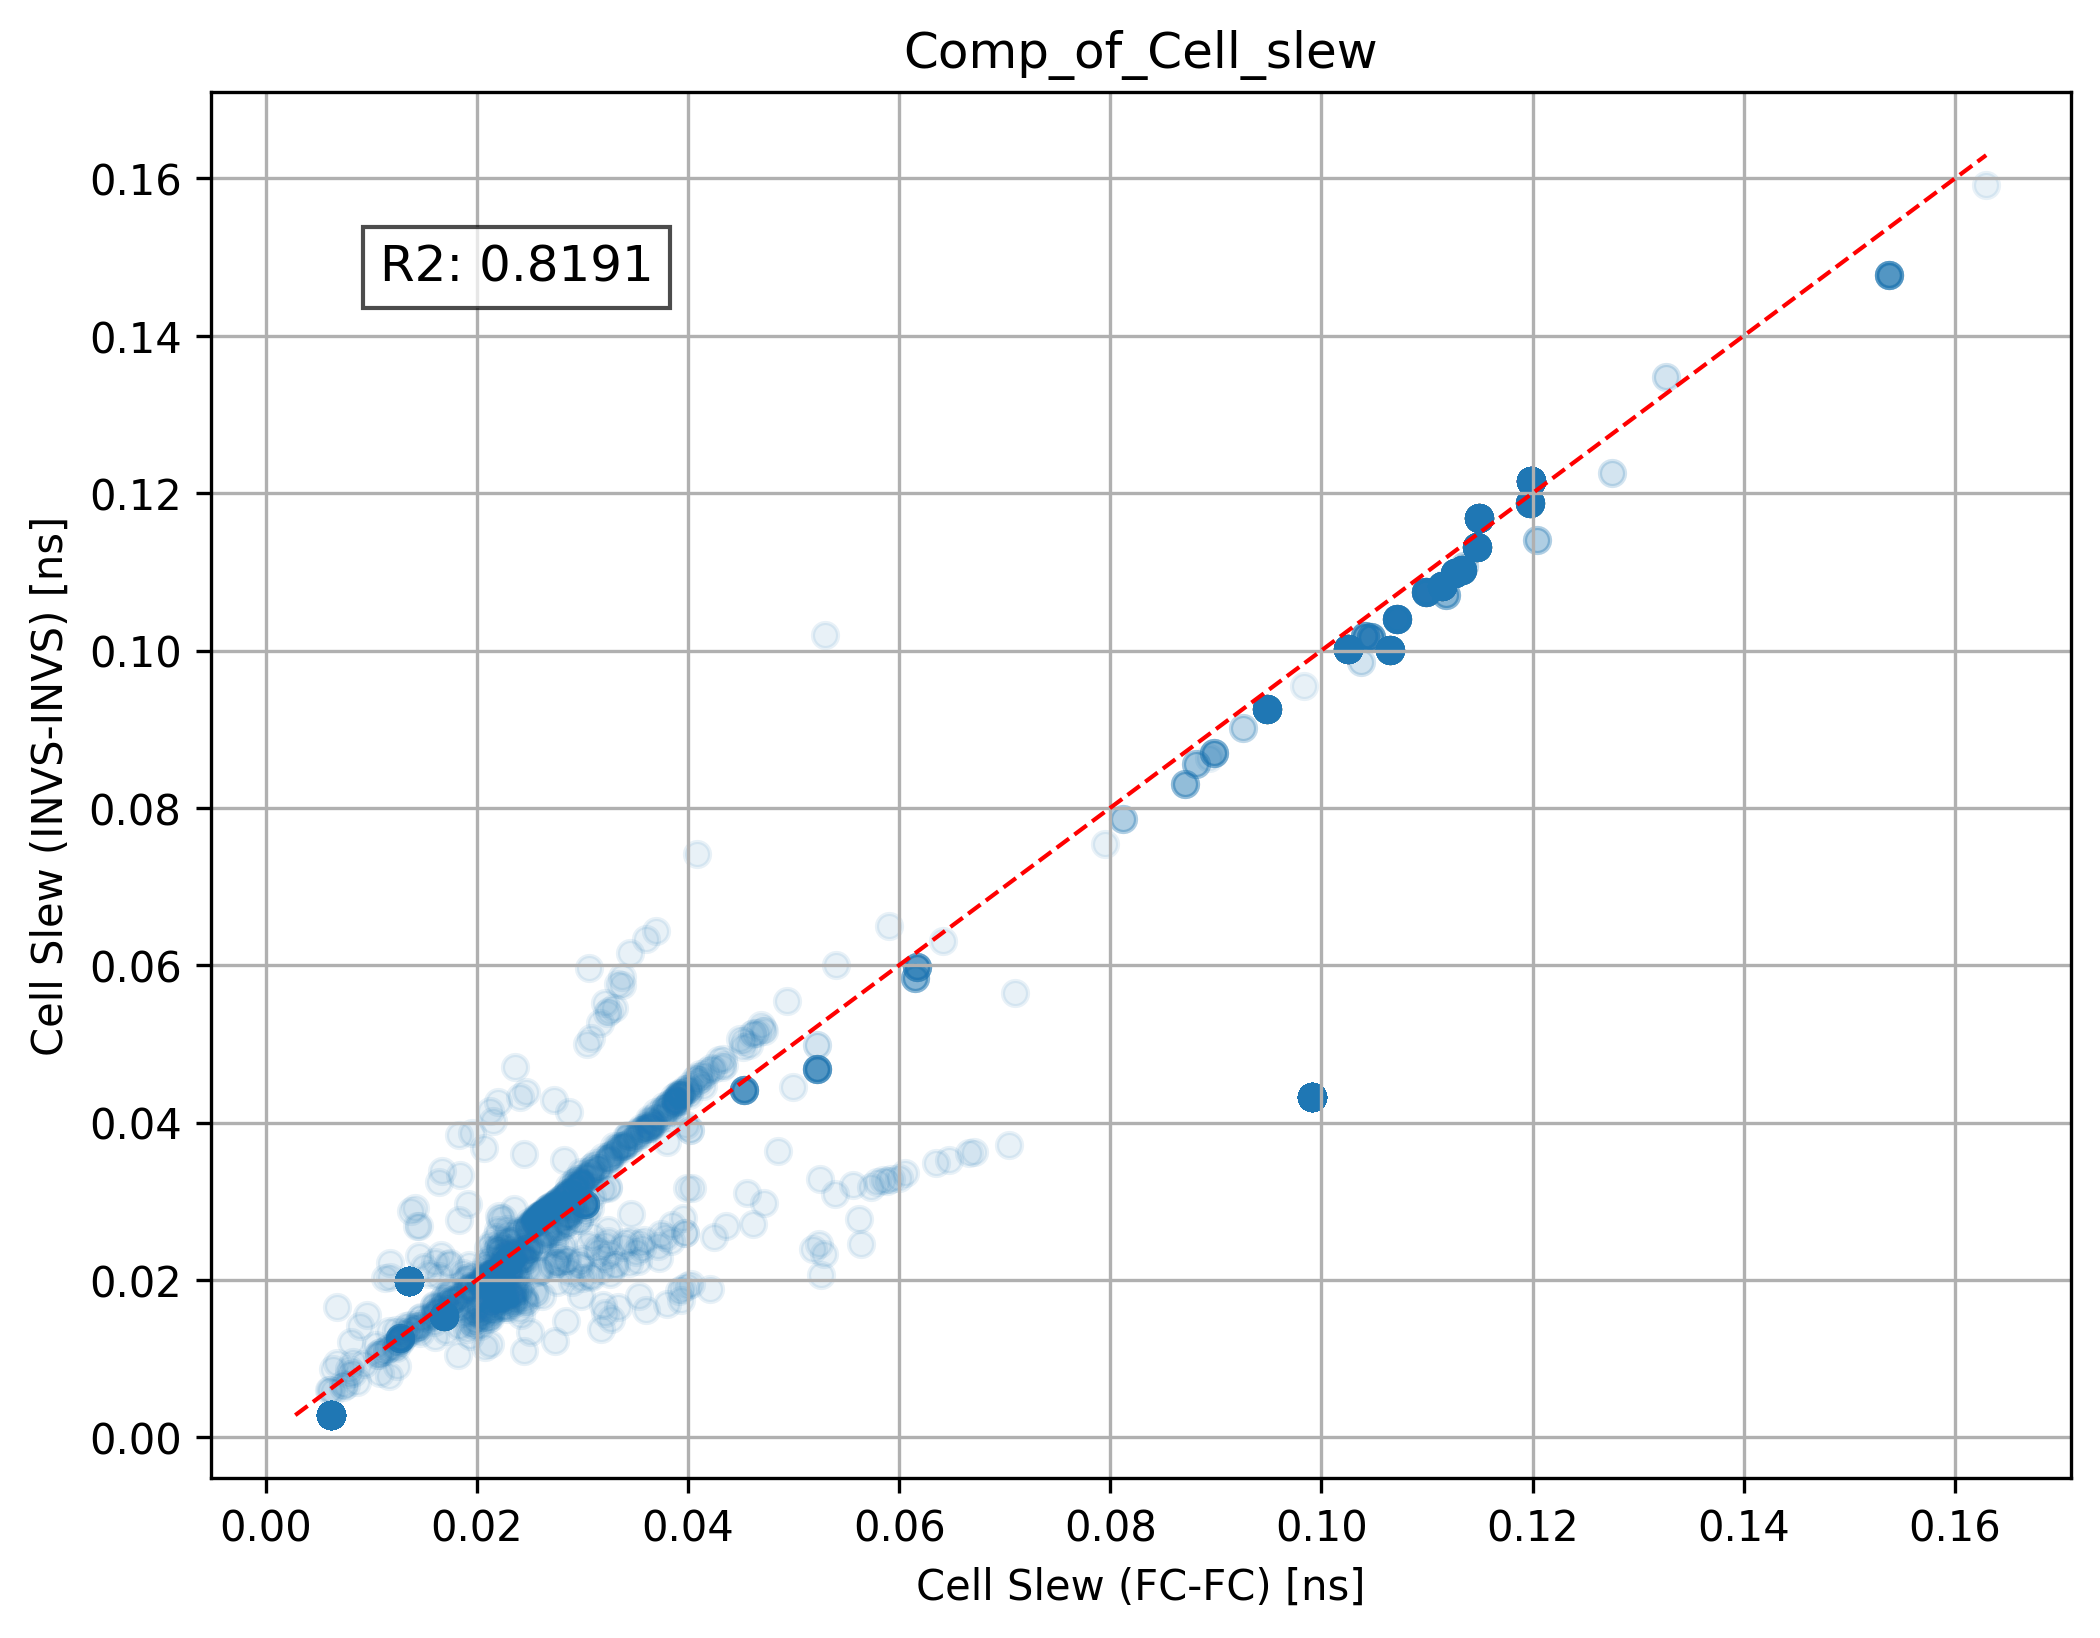 Comp_of_Cell_slew
R2: 0.8191
Cell Slew (INVS-INVS) [ns]
0.16
0.14
0.12
0.10
0.08
0.06
0.04
0.02
0.00
0.00 0.02 0.04 0.06 0.08 0.10 0.12 0.14 0.16
Cell Slew (FC-FC) [ns]